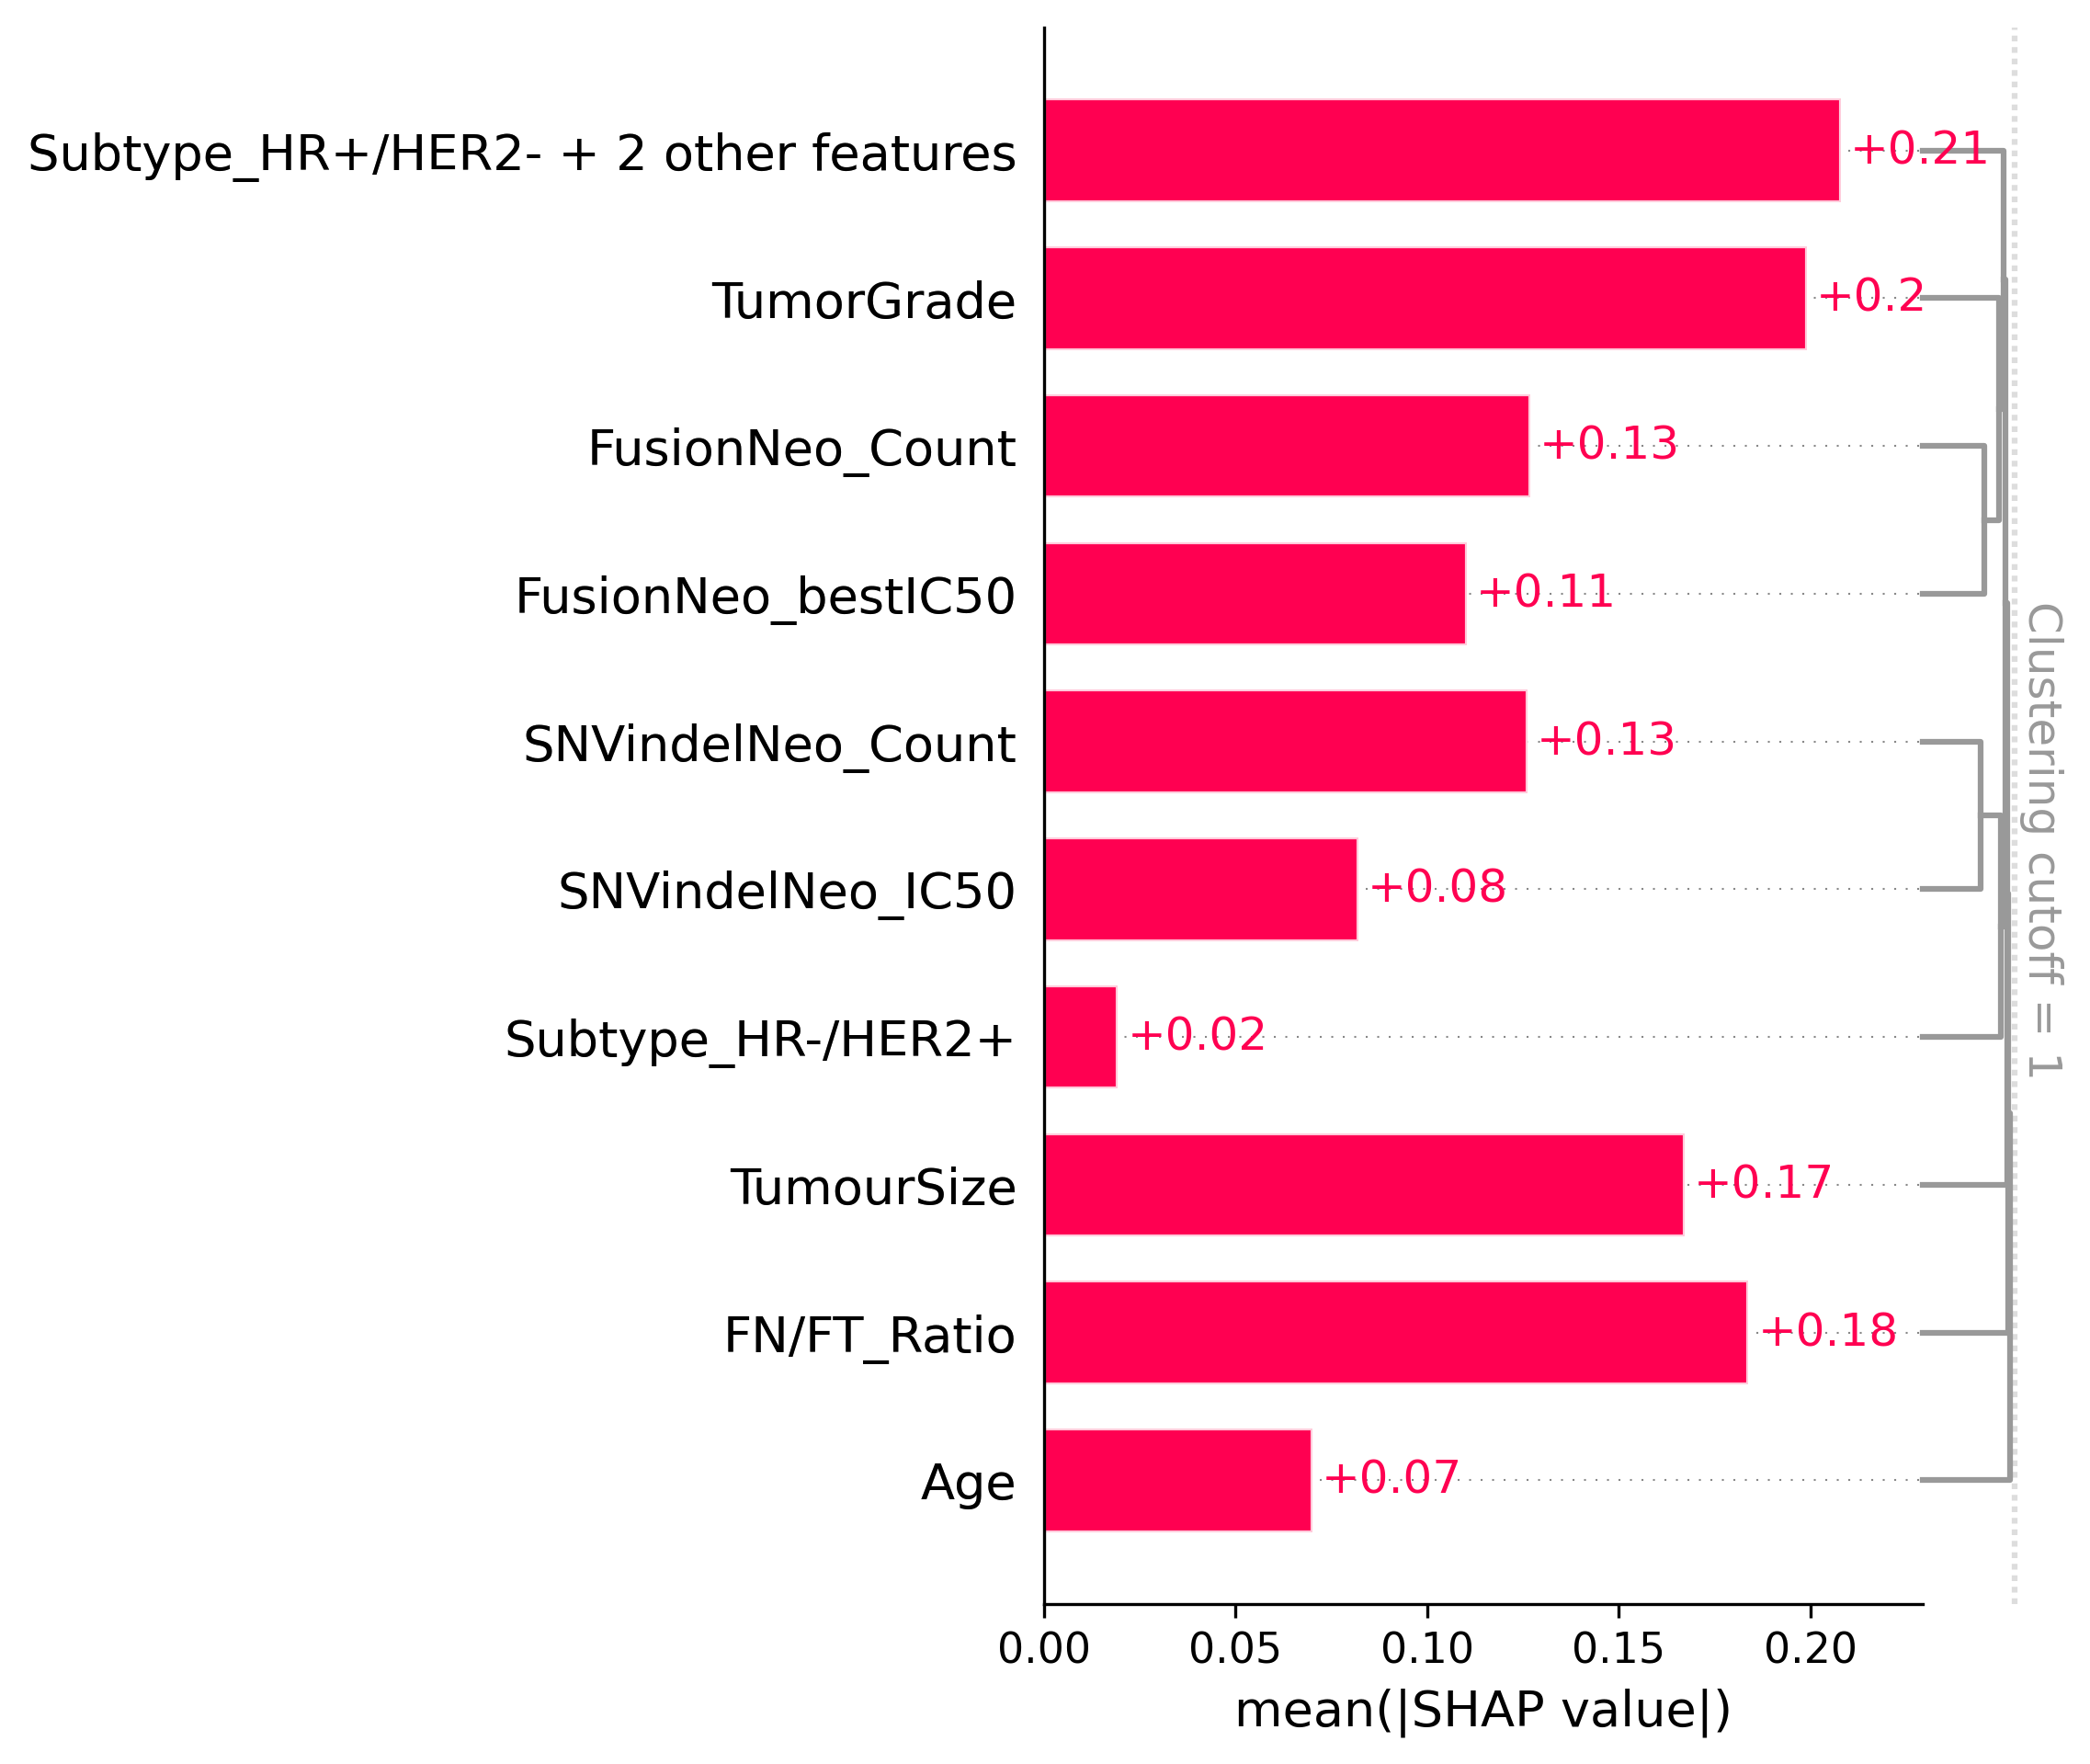 Subtype_HR+/HER2- + 2 other features
+0.21
TumorGrade
+0.2
FusionNeo_Count
+0.13
FusionNeo_bestIC50
+0.11
SNVindelNeo_Count
+0.13
SNVindelNeo_IC50
+0.08
Subtype_HR-/HER2+
+0.02
TumourSize
+0.17
FN/FT_Ratio
+0.18
Age
+0.07
Clustering cutoff = 1
0.00 0.05 0.10 0.15 0.20
mean(|SHAP value|)